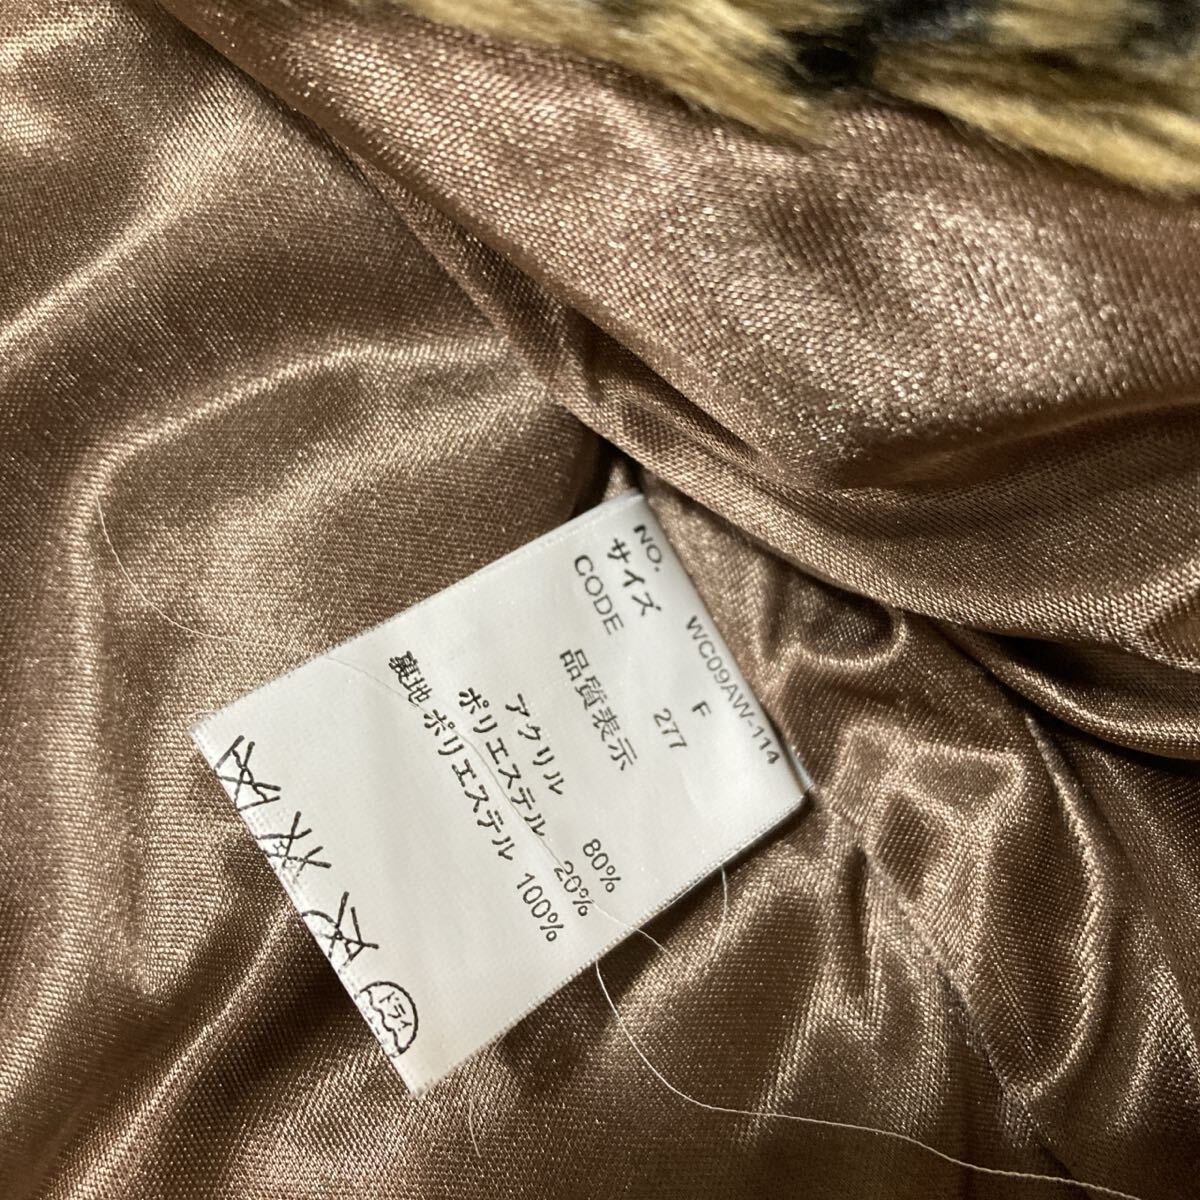 NO. WC09AW-114
サイズ F
CODE 277
品質表示
アクリル 80%
ポリエステル 20%
裏地 ポリエステル 100%
ドライ